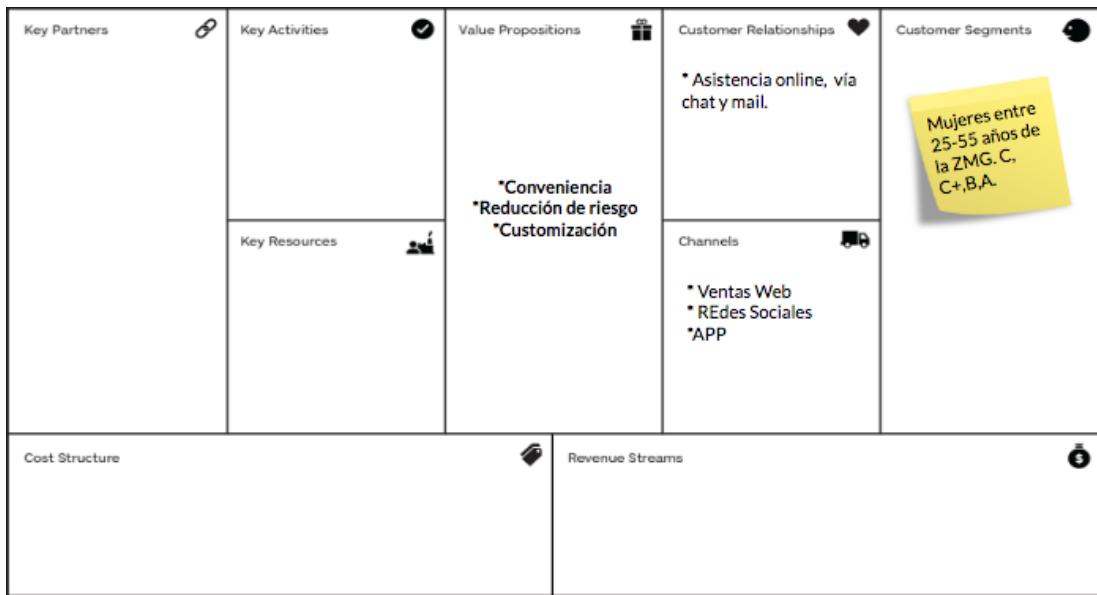 Key Partners
Key Activities
Value Propositions
Customer Relationships
Customer Segments
* Asistencia online, vía
chat y mail.
Mujeres entre
25-55 años de
la ZMG. C,
C+,B,A.
*Conveniencia
*Reducción de riesgo
*Customización
Key Resources
Channels
* Ventas Web
* REdes Sociales
*APP
Cost Structure
Revenue Streams
$